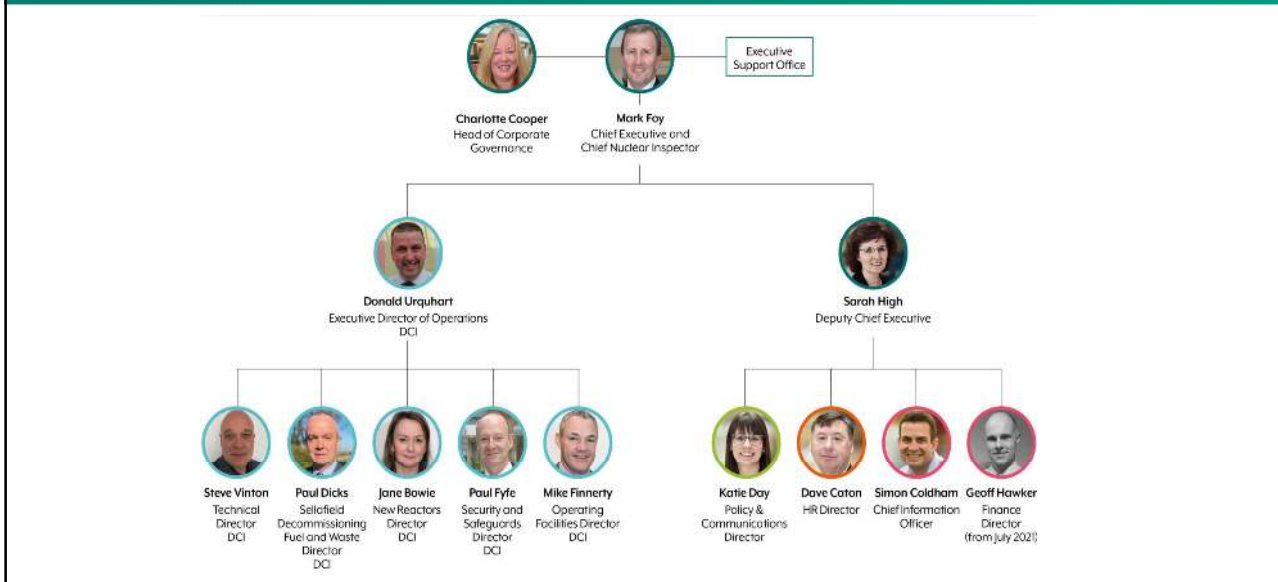 Executive
Support Office
Charlotte Cooper
Head of Corporate
Governance
Mark Foy
Chief Executive and
Chief Nuclear Inspector
Donald Urquhart
Executive Director of Operations
DCI
Sarah High
Deputy Chief Executive
Steve Vinton
Technical
Director
DCI
Paul Dicks
Sellafield
Decommissioning
Fuel and Waste
Director
DCI
Jane Bowie
New Reactors
Director
DCI
Paul Fyfe
Security and
Safeguards
Director
DCI
Mike Finnerty
Operating
Facilities Director
DCI
Katie Day
Policy &
Communications
Director
Dave Caton
HR Director
Simon Coldham
Chief Information
Officer
Geoff Hawker
Finance
Director
(from July 2021)